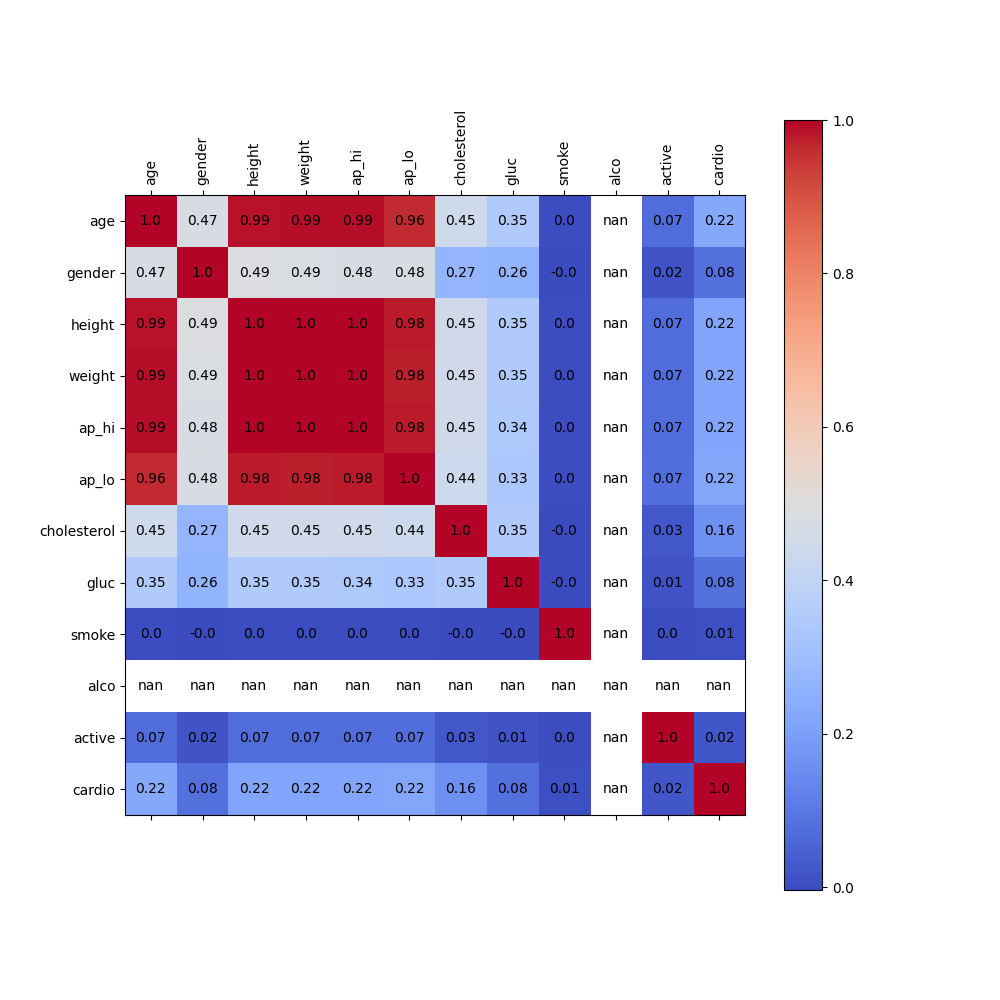 age gender height weight ap_hi ap_lo cholesterol gluc smoke alco active cardio
age 1.0 0.47 0.99 0.99 0.99 0.96 0.45 0.35 0.0 nan 0.07 0.22
gender 0.47 1.0 0.49 0.49 0.48 0.48 0.27 0.26 -0.0 nan 0.02 0.08
height 0.99 0.49 1.0 1.0 1.0 0.98 0.45 0.35 0.0 nan 0.07 0.22
weight 0.99 0.49 1.0 1.0 1.0 0.98 0.45 0.35 0.0 nan 0.07 0.22
ap_hi 0.99 0.48 1.0 1.0 1.0 0.98 0.45 0.34 0.0 nan 0.07 0.22
ap_lo 0.96 0.48 0.98 0.98 0.98 1.0 0.44 0.33 0.0 nan 0.07 0.22
cholesterol 0.45 0.27 0.45 0.45 0.45 0.44 1.0 0.35 -0.0 nan 0.03 0.16
gluc 0.35 0.26 0.35 0.35 0.34 0.33 0.35 1.0 -0.0 nan 0.01 0.08
smoke 0.0 -0.0 0.0 0.0 0.0 0.0 -0.0 -0.0 1.0 nan 0.0 0.01
alco nan nan nan nan nan nan nan nan nan nan nan nan
active 0.07 0.02 0.07 0.07 0.07 0.07 0.03 0.01 0.0 nan 1.0 0.02
cardio 0.22 0.08 0.22 0.22 0.22 0.22 0.16 0.08 0.01 nan 0.02 1.0
1.0
0.8
0.6
0.4
0.2
0.0